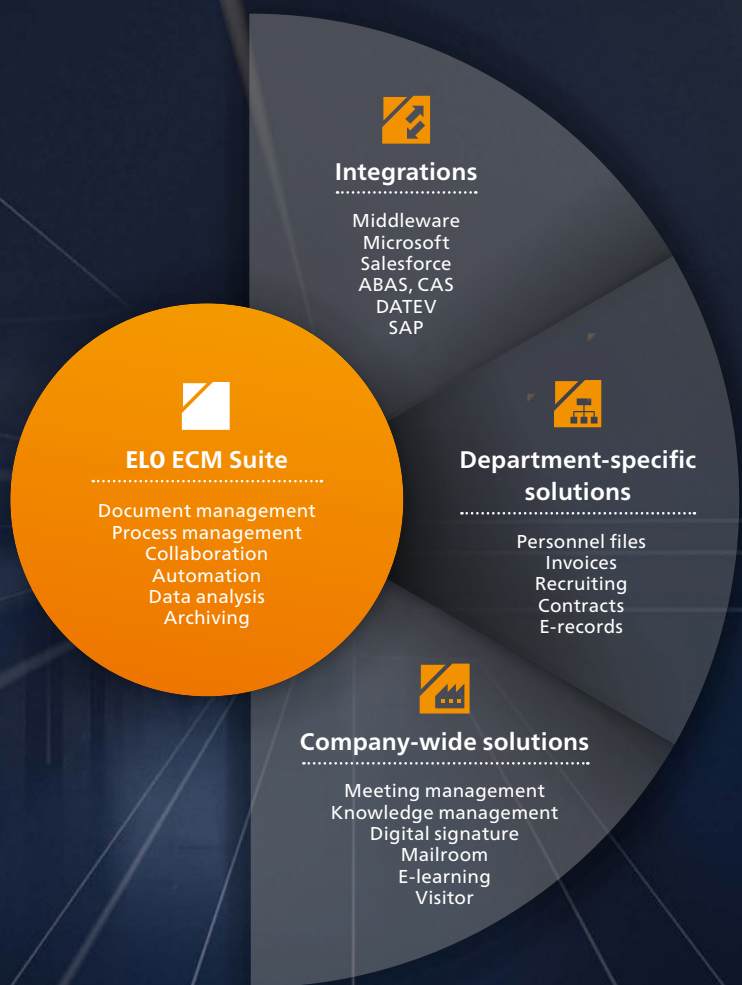 Integrations
Middleware
Microsoft
Salesforce
ABAS, CAS
DATEV
SAP
ELO ECM Suite
Document management
Process management
Collaboration
Automation
Data analysis
Archiving
Department-specific
solutions
Personnel files
Invoices
Recruiting
Contracts
E-records
Company-wide solutions
Meeting management
Knowledge management
Digital signature
Mailroom
E-learning
Visitor